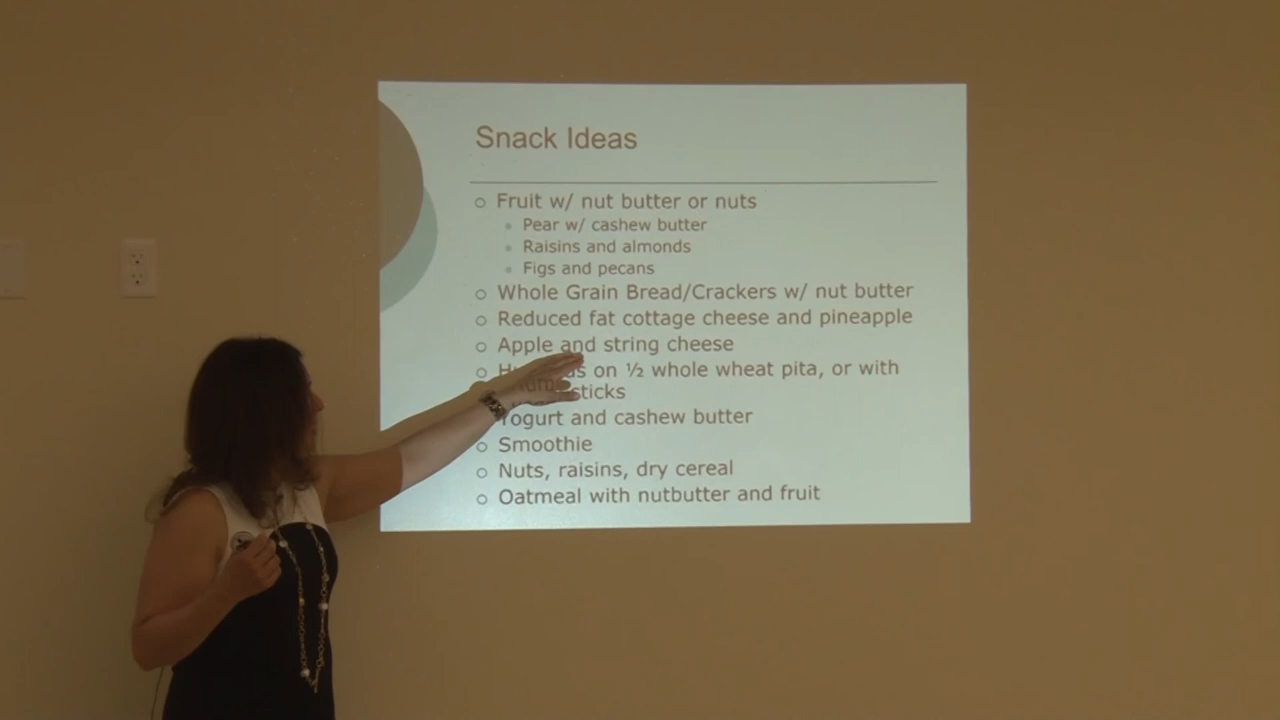 Snack Ideas
Fruit w/ nut butter or nuts
Pear w/ cashew butter
Raisins and almonds
Figs and pecans
Whole Grain Bread/Crackers w/ nut butter
Reduced fat cottage cheese and pineapple
Apple and string cheese
on ½ whole wheat pita, or with
sticks
Yogurt and cashew butter
Smoothie
Nuts, raisins, dry cereal
Oatmeal with nutbutter and fruit